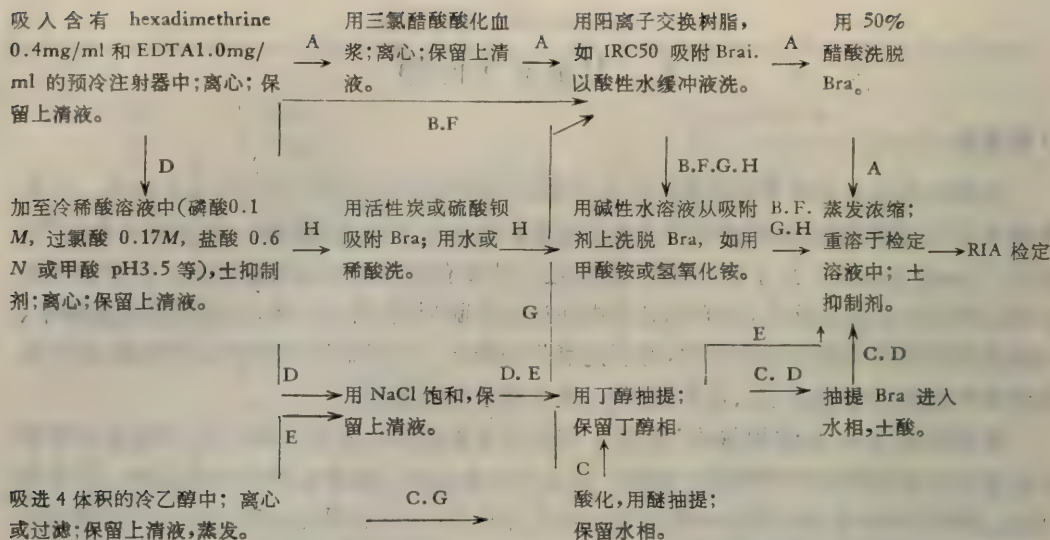 吸入含有 hexadimethrine
0.4mg/ml 和 EDTA1.0mg/
ml 的预冷注射器中；离心；保
留上清液。
A
用三氯醋酸酸化血
浆；离心；保留上清
液。
A
用阳离子交换树脂，
如 IRC50 吸附 Brai.
以酸性水缓冲液洗。
A
用 50%
醋酸洗脱
Bra。
B.F
D
B.F.G.H
A
加至冷稀酸溶液中(磷酸0.1
M，过氯酸 0.17M，盐酸 0.6
N 或甲酸 pH3.5 等)，土抑制
剂；离心；保留上清液。
H
用活性炭或硫酸钡
吸附 Bra；用水或
稀酸洗。
H
用碱性水溶液从吸附
剂上洗脱 Bra，如用
甲酸铵或氢氧化铵。
B.F.
G.H
蒸发浓缩；
重溶于检定
溶液中；土
抑制剂。
RIA 检定
G
E
C.D
D
用 NaCl 饱和，保
留上清液。
D.E
用丁醇抽提；
保留丁醇相
C.D
抽提 Bra 进入
水相，土酸。
E
C
吸进 4 体积的冷乙醇中；离心
或过滤；保留上清液，蒸发。
C.G
酸化，用醚抽提；
保留水相。